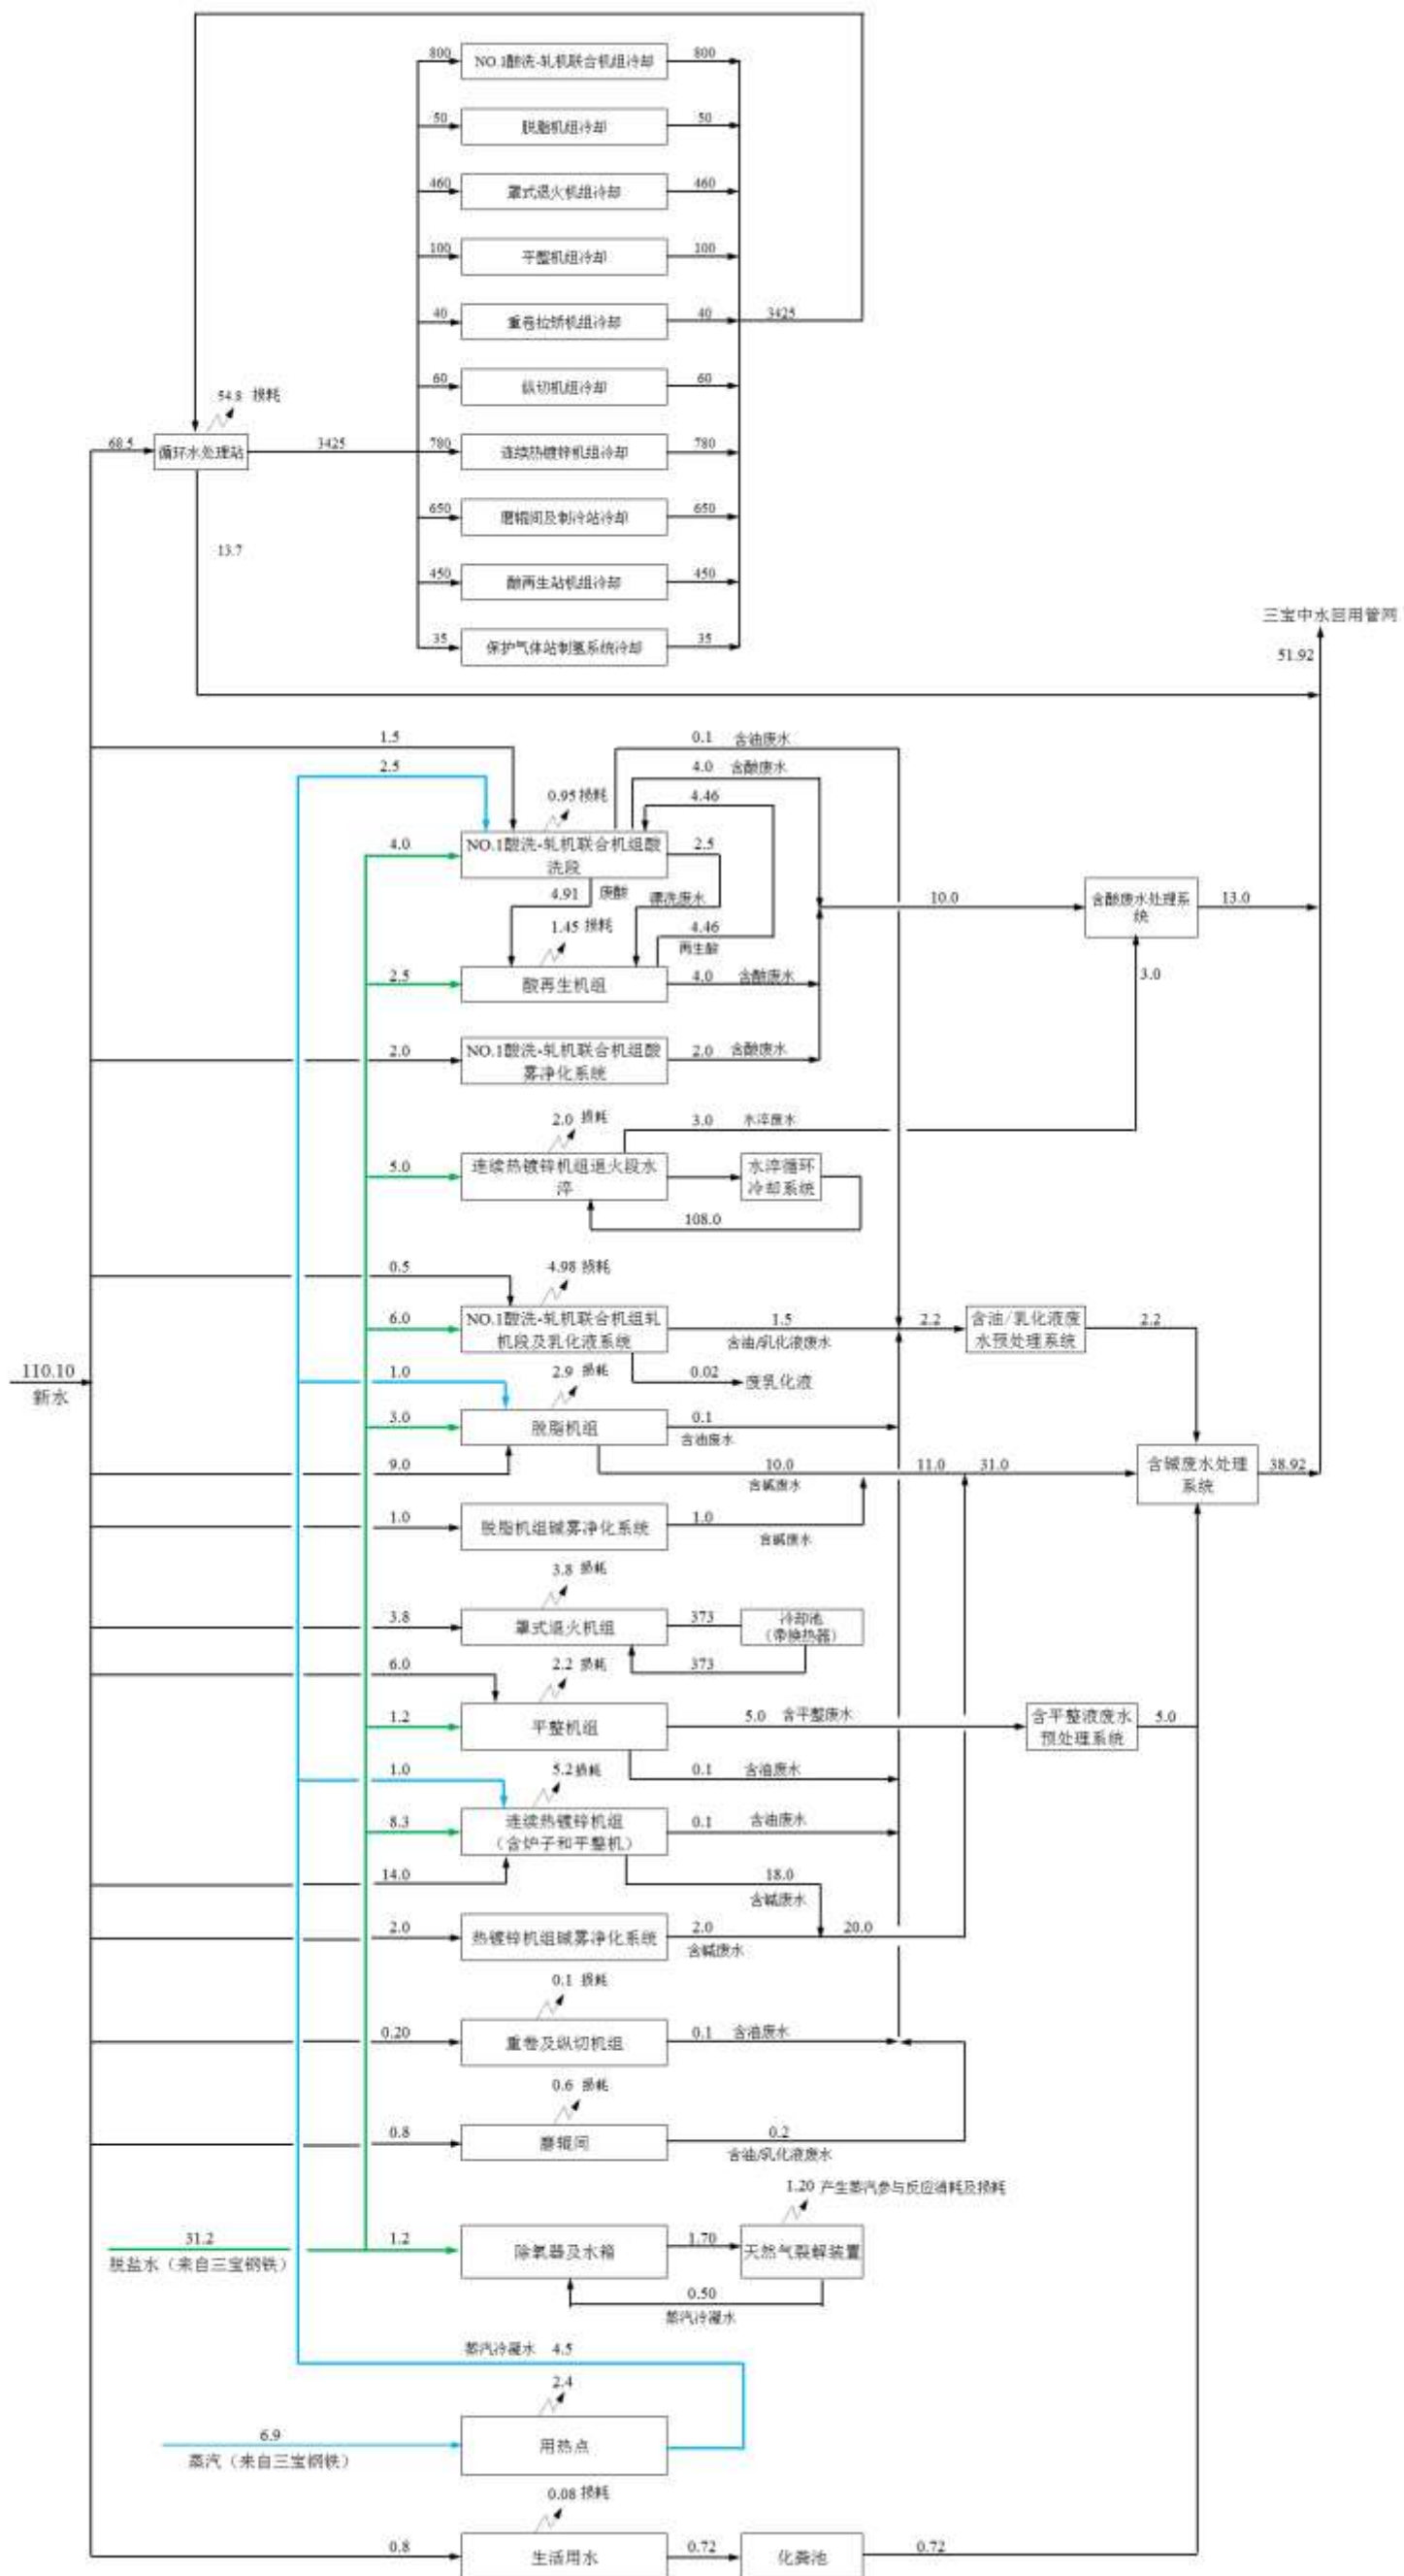 800
NO.1酸洗-轧机联合机组冷却
800
50
脱脂机组冷却
50
460
罩式退火机组冷却
460
100
平整机组冷却
100
40
重卷拉矫机组冷却
40
3425
60
纵切机组冷却
60
54.8 损耗
68.5
循环水处理站
3425
780
连续热镀锌机组冷却
780
650
磨辊间及制冷站冷却
650
13.7
450
酸再生站机组冷却
450
35
保护气体站制氢系统冷却
35
三宝中水回用管网
51.92
1.5
0.1 含油废水
2.5
4.0 含酸废水
0.95 损耗
4.46
4.0
NO.1酸洗-轧机联合机组酸
洗段
2.5
4.91
废酸
漂洗废水
10.0
含酸废水处理系
统
13.0
1.45 损耗
4.46
再生酸
2.5
酸再生机组
4.0 含酸废水
3.0
2.0
NO.1酸洗-轧机联合机组酸
雾净化系统
2.0 含酸废水
2.0 损耗
3.0 水淬废水
5.0
连续热镀锌机组退火段水
淬
水淬循环
冷却系统
108.0
0.5
4.98 损耗
6.0
NO.1酸洗-轧机联合机组轧
机段及乳化液系统
1.5
含油/乳化液废水
2.2
含油/乳化液废
水预处理系统
2.2
110.10
新水
1.0
2.9 损耗
0.02
废乳化液
3.0
脱脂机组
0.1
含油废水
9.0
10.0
含碱废水
11.0
31.0
含碱废水处理
系统
38.92
1.0
脱脂机组碱雾净化系统
1.0
含碱废水
3.8 损耗
3.8
罩式退火机组
373
冷却池
（带换热器）
373
6.0
2.2 损耗
1.2
平整机组
5.0 含平整废水
含平整液废水
预处理系统
5.0
1.0
5.2损耗
0.1 含油废水
8.3
连续热镀锌机组
（含炉子和平整机）
0.1 含油废水
14.0
18.0
含碱废水
2.0
热镀锌机组碱雾净化系统
2.0
含碱废水
20.0
0.1 损耗
0.20
重卷及纵切机组
0.1 含油废水
0.6 损耗
0.8
磨辊间
0.2
含油/乳化液废水
1.20 产生蒸汽参与反应消耗及损耗
31.2
脱盐水（来自三宝钢铁）
1.2
除氧器及水箱
1.70
天然气裂解装置
0.50
蒸汽冷凝水
蒸汽冷凝水 4.5
2.4
6.9
蒸汽（来自三宝钢铁）
用热点
0.08 损耗
0.8
生活用水
0.72
化粪池
0.72